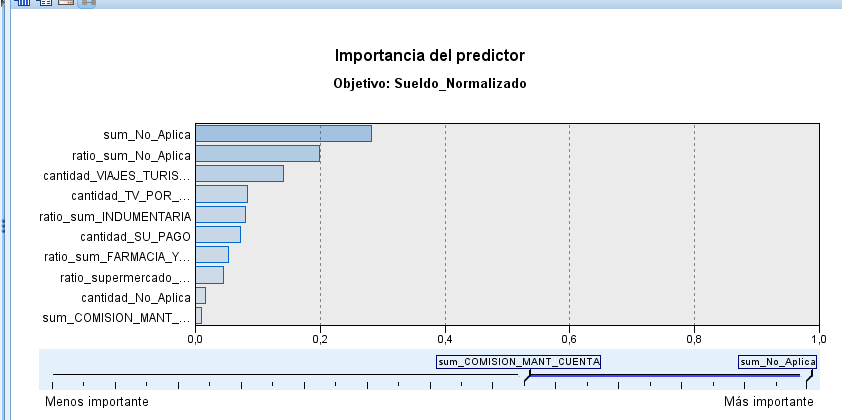 Importancia del predictor
Objetivo: Sueldo_Normalizado
sum_No_Aplica
ratio_sum_No_Aplica
cantidad_VIAJES_TURIS...
cantidad_TV_POR_...
ratio_sum_INDUMENTARIA
cantidad_SU_PAGO
ratio_sum_FARMACIA_Y...
ratio_supermercado_...
cantidad_No_Aplica
sum_COMISION_MANT_...
0,0 0,2 0,4 0,6 0,8 1,0
sum_COMISION_MANT_CUENTA sum_No_Aplica
Menos importante Más importante